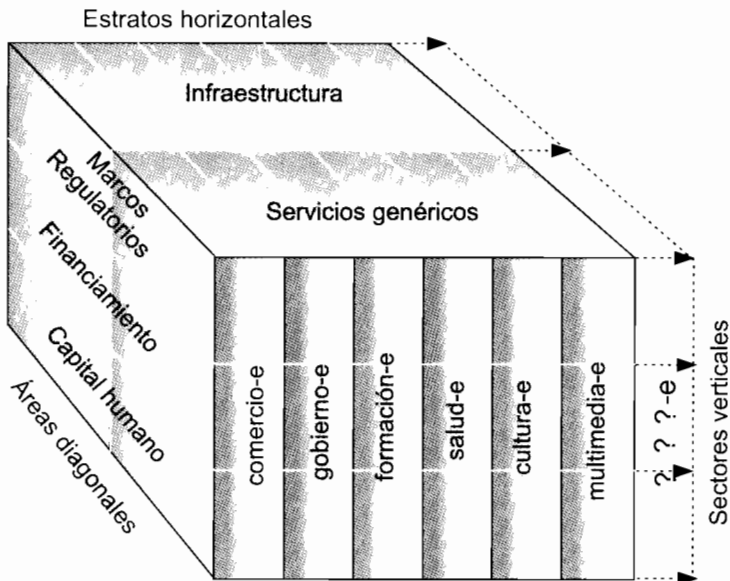 Estratos horizontales
Infraestructura
Servicios genéricos
Marcos
Regulatorios
Financiamiento
Capital humano
Áreas diagonales
comercio-e
gobierno-e
formación-e
salud-e
cultura-e
multimedia-e
? ? ?-e
Sectores verticales